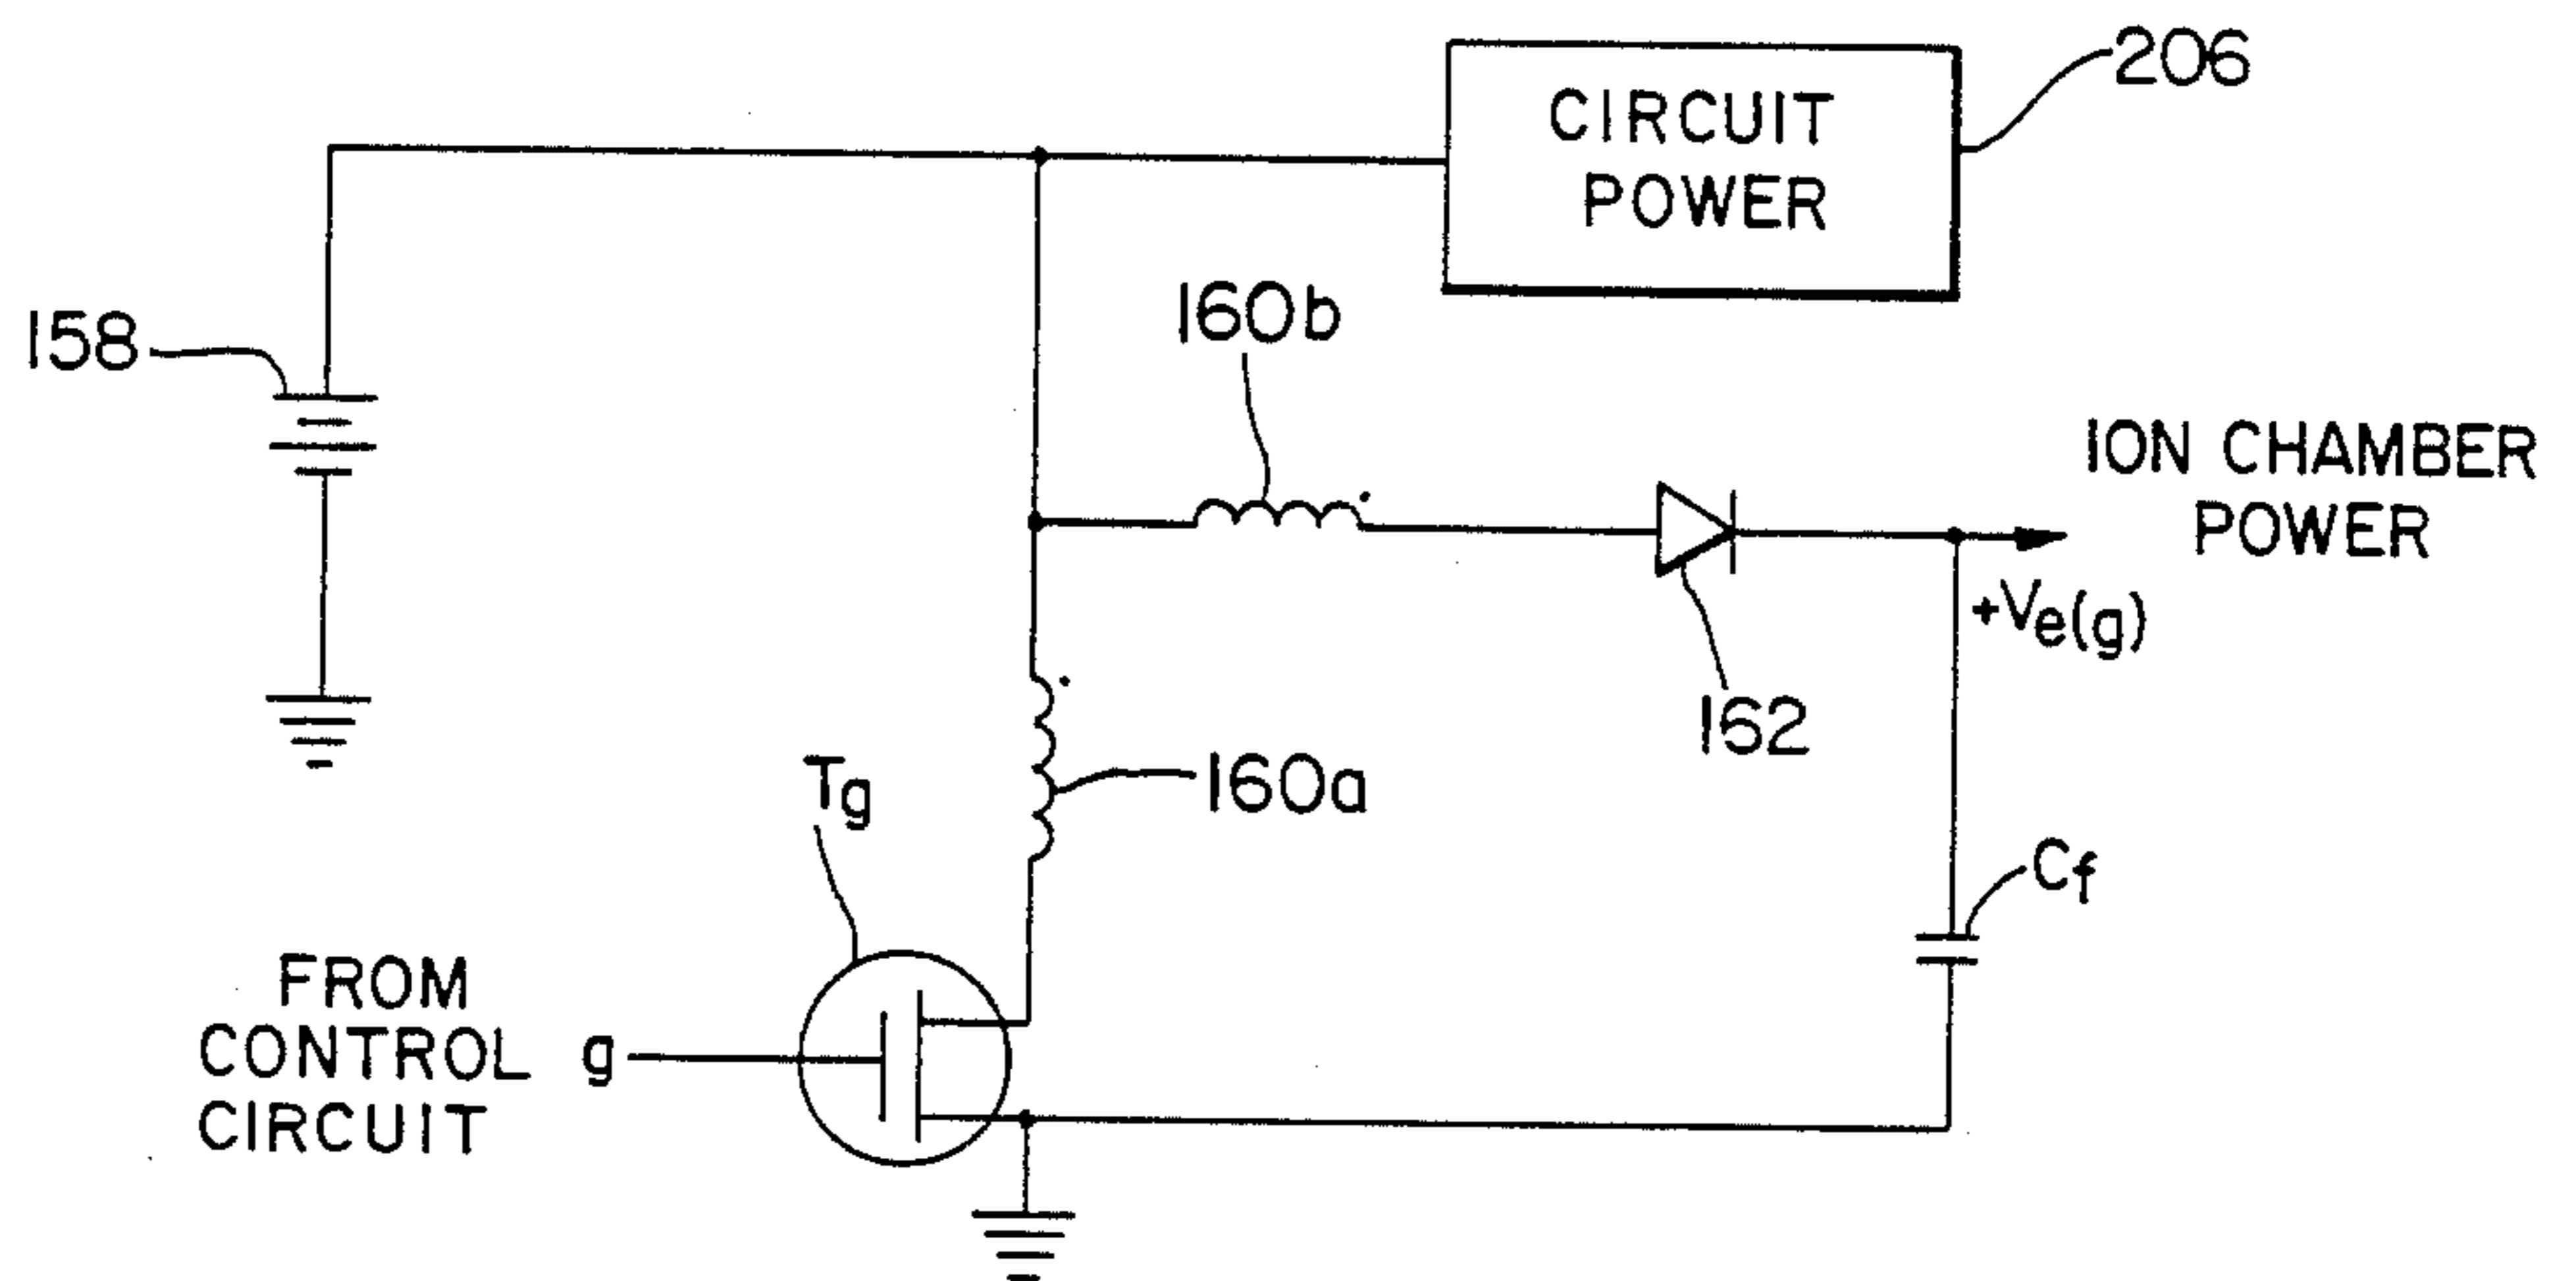 206
CIRCUIT
POWER
158
160b
ION CHAMBER
POWER
+Ve(g)
162
Tg
160a
Cf
FROM
CONTROL g
CIRCUIT